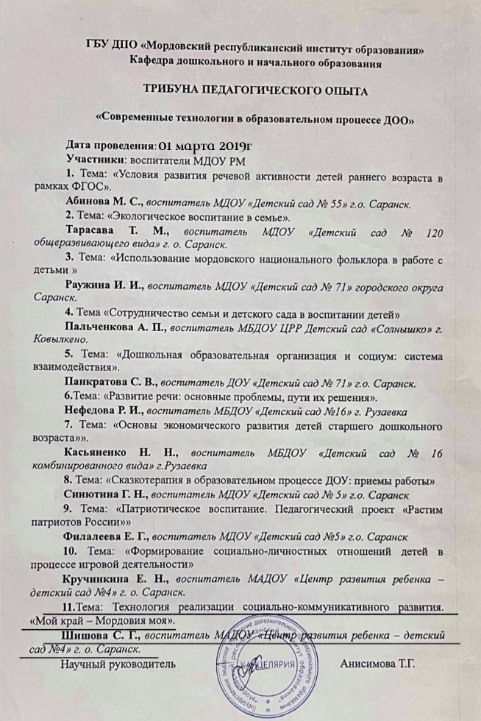 ГБУ ДПО «Мордовский республиканский институт образования»
Кафедра дошкольного и начального образования
ТРИБУНА ПЕДАГОГИЧЕСКОГО ОПЫТА
«Современные технологии в образовательном процессе ДОО»
Дата проведения: 01 марта 2019г
Участники: воспитатели МДОУ РМ
1. Тема: «Условия развития речевой активности детей раннего возраста в
рамках ФГОС».
Абинова М. С., воспитатель МДОУ «Детский сад № 55» г.о. Саранск.
2. Тема: «Экологическое воспитание в семье».
Тарасава Т. М., воспитатель МДОУ «Детский сад № 120
общеразвивающего вида» г. о. Саранск.
3. Тема: «Использование мордовского национального фольклора в работе с
детьми »
Раужина И. И., воспитатель МДОУ «Детский сад № 71» городского округа
Саранск.
4. Тема «Сотрудничество семьи и детского сада в воспитании детей»
Пальченкова А. П., воспитатель МБДОУ ЦРР Детский сад «Солнышко» г.
Ковылкено.
5. Тема: «Дошкольная образовательная организация и социум: система
взаимодействия».
Панкратова С. В., воспитатель ДОУ «Детский сад № 71» г.о. Саранск.
6.Тема: «Развитие речи: основные проблемы, пути их решения».
Нефедова Р. И., воспитатель МБДОУ «Детский сад №16» г. Рузаевка
7. Тема: «Основы экономического развития детей старшего дошкольного
возраста»».
Касьяненко Н. Н., воспитатель МБДОУ «Детский сад № 16
комбинированного вида» г.Рузаевка
8. Тема: «Сказкотерапия в образовательном процессе ДОУ: приемы работы»
Синютина Г. Н., воспитатель МДОУ «Детский сад № 5» г.о. Саранск
9. Тема: «Патриотическое воспитание. Педагогический проект «Растим
патриотов России»»
Филалеева Е. Г., воспитатель МДОУ «Детский сад №5» г.о. Саранск
10. Тема: «Формирование социально-личностных отношений детей в
процессе игровой деятельности»
Кручинкина Е. Н., воспитатель МАДОУ «Центр развития ребенка –
детский сад №4» г. о. Саранск.
11.Тема: Технология реализации социально-коммуникативного развития.
«Мой край – Мордовия моя».
Шишова С. Г., воспитатель МАДОУ «Центр развития ребенка – детский
сад №4» г. о. Саранск.
Научный руководитель КАНЦЕЛЯРИЯ Анисимова Т.Г.